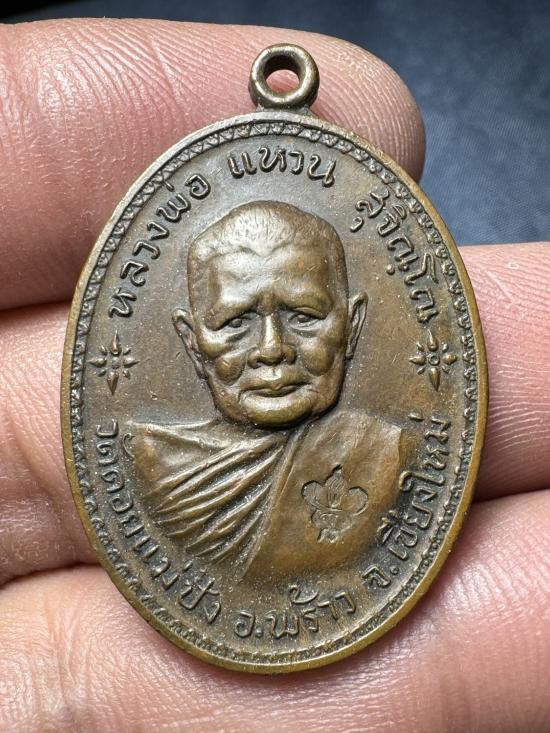 หลวงพ่อ แหวน สุจิณฺโณ
วัดดอยแม่ปั๋ง อ.พร้าว จ.เชียงใหม่